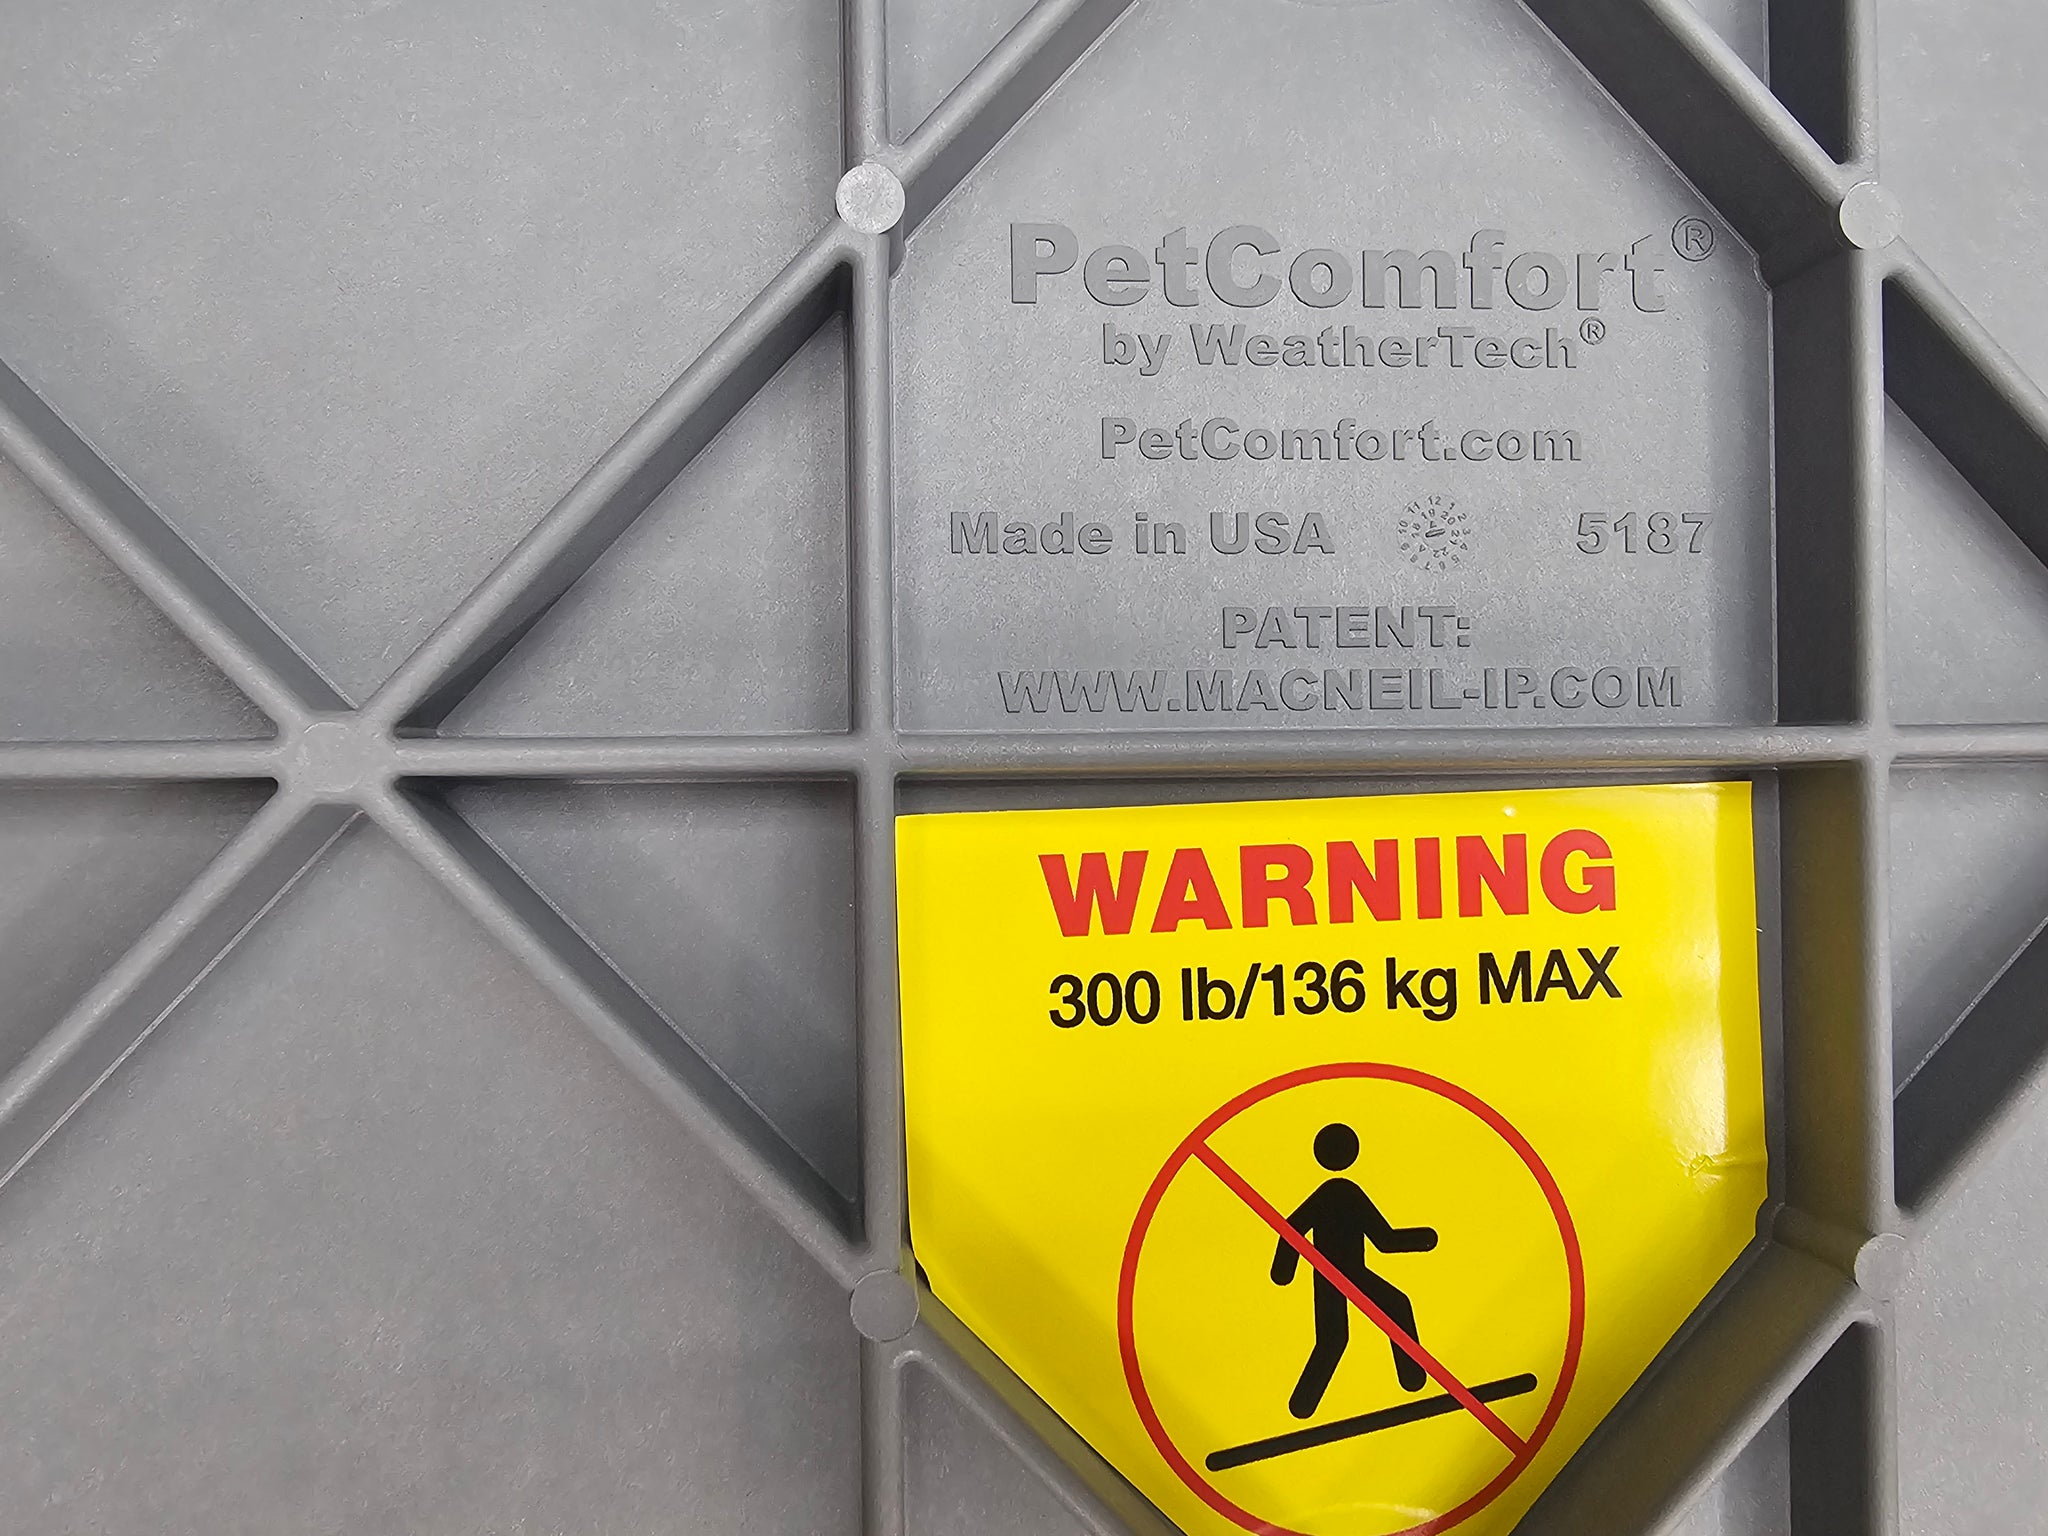 PetComfort®
by WeatherTech®
PetComfort.com
Made in USA 5187
PATENT:
WWW.MACNEIL-IP.COM
WARNING
300 lb/136 kg MAX